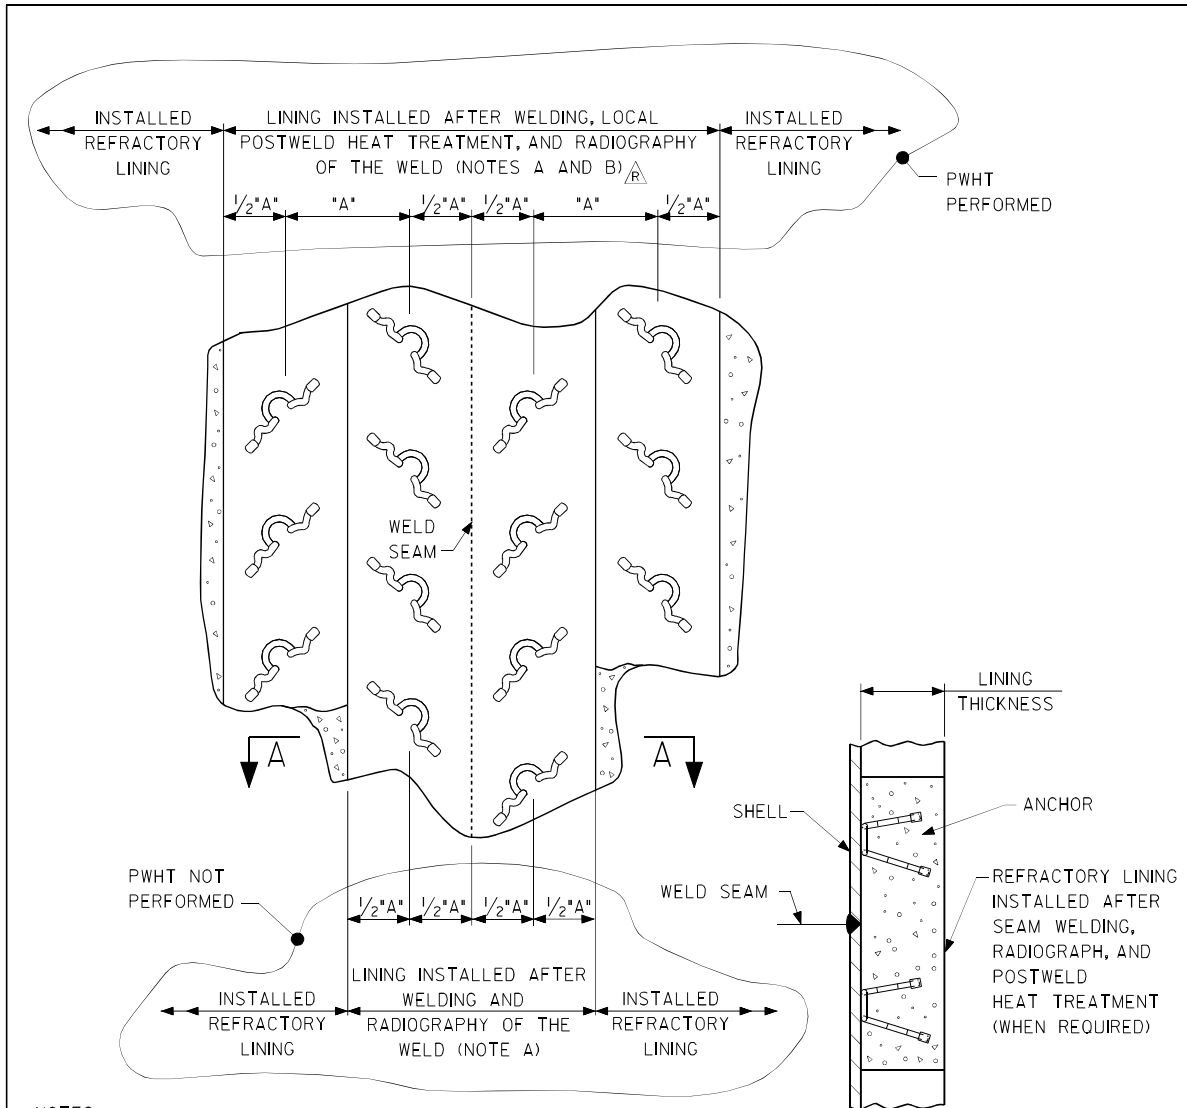 INSTALLED
REFRACTORY
LINING
LINING INSTALLED AFTER WELDING, LOCAL
POSTWELD HEAT TREATMENT, AND RADIOGRAPHY
OF THE WELD (NOTES A AND B) R
INSTALLED
REFRACTORY
LINING
PWHT
PERFORMED
1/2"A"
"A"
1/2"A"
1/2"A"
"A"
1/2"A"
WELD
SEAM
A
A
LINING
THICKNESS
SHELL
ANCHOR
WELD SEAM
REFRACTORY LINING
INSTALLED AFTER
SEAM WELDING,
RADIOGRAPH, AND
POSTWELD
HEAT TREATMENT
(WHEN REQUIRED)
PWHT NOT
PERFORMED
1/2"A"
1/2"A"
1/2"A"
1/2"A"
INSTALLED
REFRACTORY
LINING
LINING INSTALLED AFTER
WELDING AND
RADIOGRAPHY OF THE
WELD (NOTE A)
INSTALLED
REFRACTORY
LINING